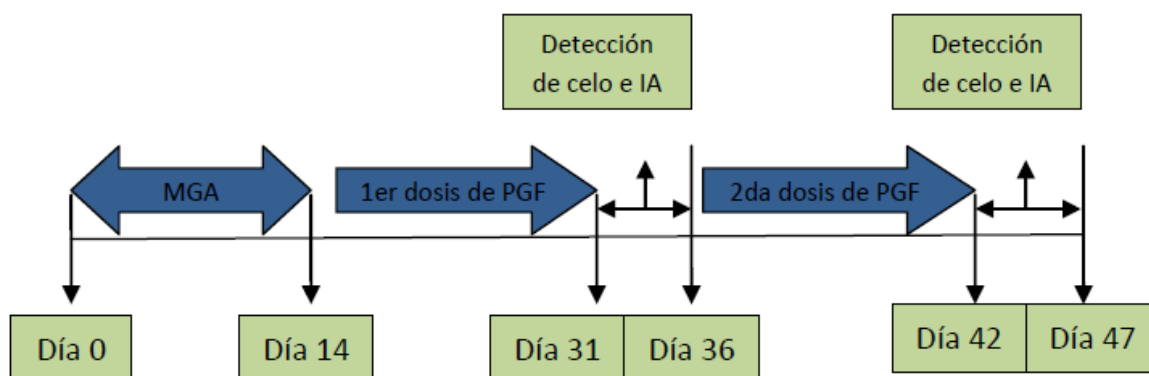 Detección
de celo e IA
Detección
de celo e IA
MGA
1er dosis de PGF
2da dosis de PGF
Día 0
Día 14
Día 31
Día 36
Día 42
Día 47